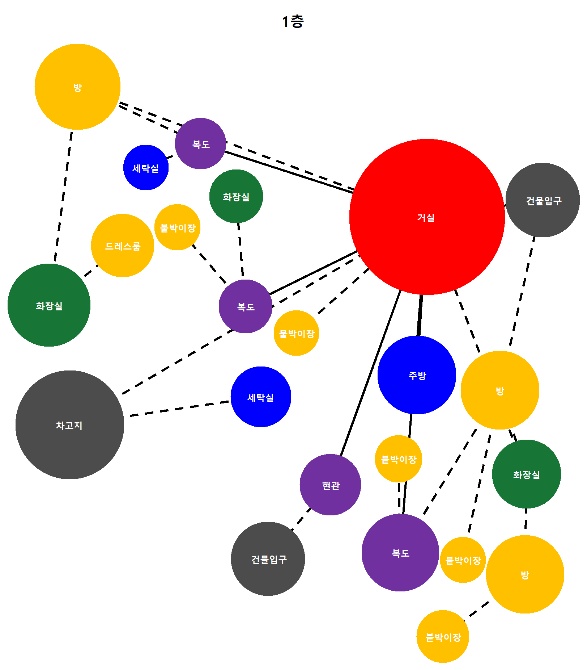 1층
방
복도
세탁실
화장실
거실
건물입구
붙박이장
드레스룸
화장실
복도
붙박이장
주방
방
세탁실
차고지
붙박이장
화장실
현관
복도
붙박이장
건물입구
방
붙박이장